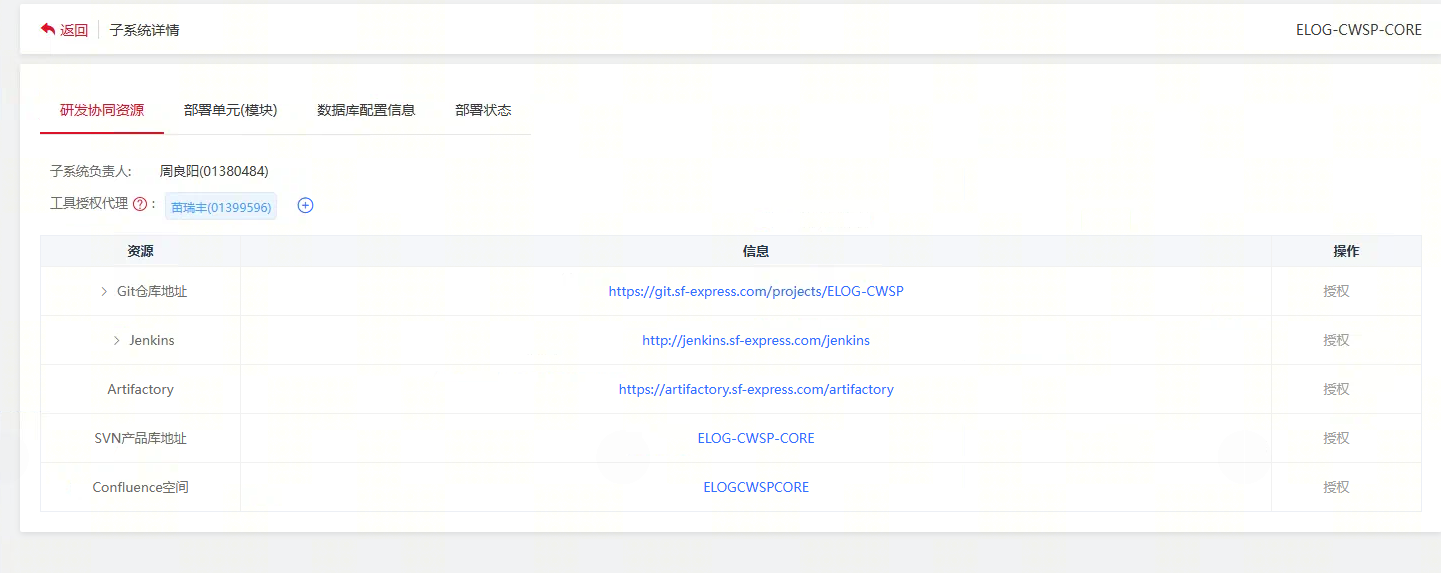 返回 子系统详情 ELOG-CWSP-CORE
研发协同资源 部署单元(模块) 数据库配置信息 部署状态
子系统负责人: 周良阳(01380484)
工具授权代理 ? : 苗瑞丰(01399596)
资源 信息 操作
Git仓库地址 https://git.sf-express.com/projects/ELOG-CWSP 授权
Jenkins http://jenkins.sf-express.com/jenkins 授权
Artifactory https://artifactory.sf-express.com/artifactory 授权
SVN产品库地址 ELOG-CWSP-CORE 授权
Confluence空间 ELOGCWSPCORE 授权